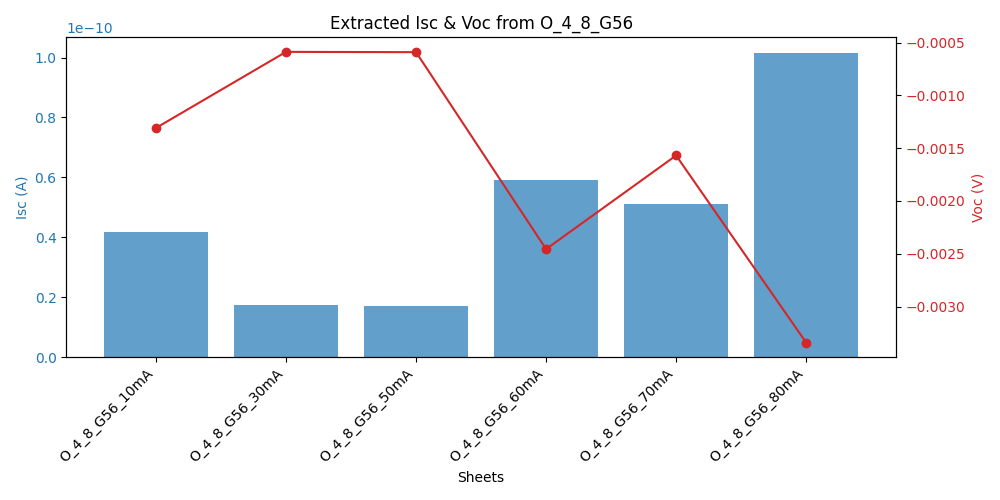 Extracted Isc & Voc from O_4_8_G56
1e−10
1.0
0.8
0.6
0.4
0.2
0.0
Isc (A)
−0.0005
−0.0010
−0.0015
−0.0020
−0.0025
−0.0030
Voc (V)
O_4_8_G56_10mA
O_4_8_G56_30mA
O_4_8_G56_50mA
O_4_8_G56_60mA
O_4_8_G56_70mA
O_4_8_G56_80mA
Sheets